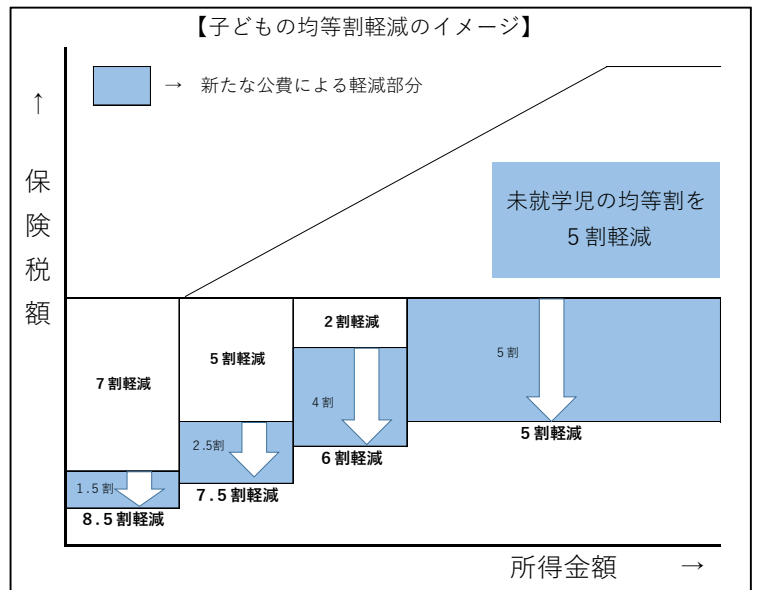 【子どもの均等割軽減のイメージ】
→ 新たな公費による軽減部分
↑
保険税額
未就学児の均等割を
5割軽減
7割軽減
5割軽減
2割軽減
1.5割
2.5割
4割
5割
8.5割軽減
7.5割軽減
6割軽減
5割軽減
所得金額 →